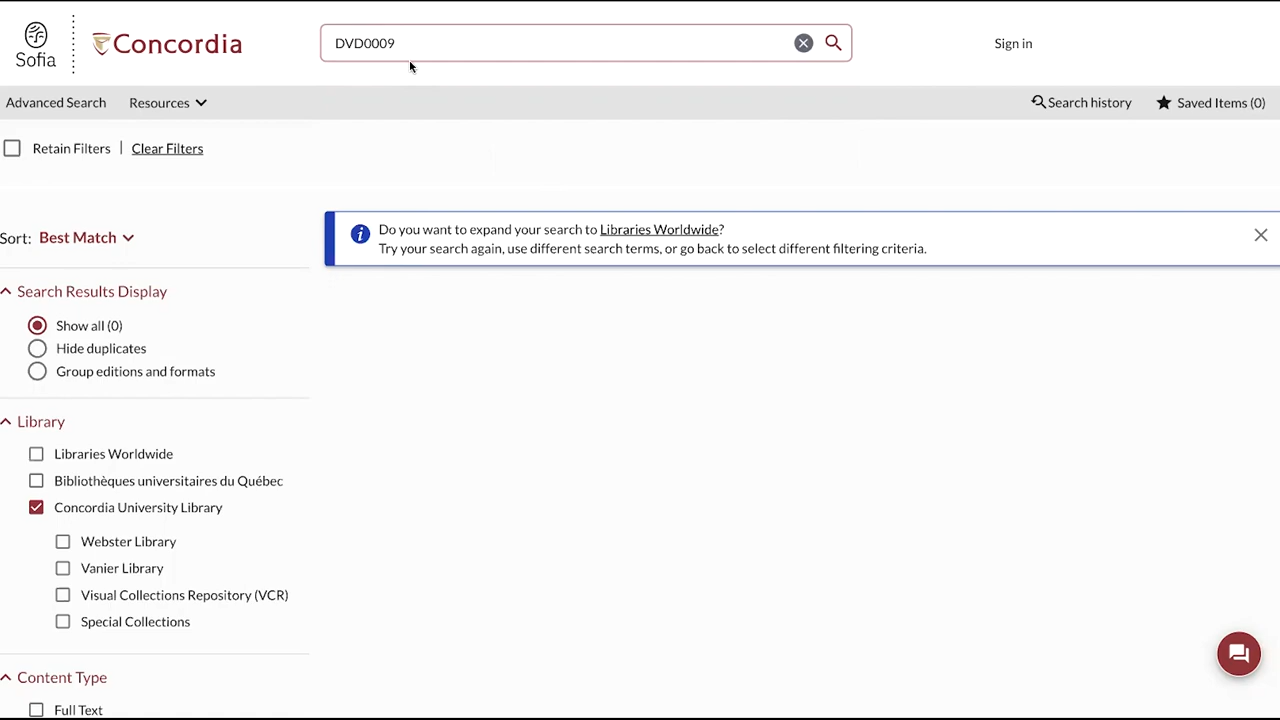 Sofia
Concordia
DVD0009
Sign in
Advanced Search
Resources
Search history
Saved Items (0)
Retain Filters | Clear Filters
Sort: Best Match
Do you want to expand your search to Libraries Worldwide?
Try your search again, use different search terms, or go back to select different filtering criteria.
Search Results Display
Show all (0)
Hide duplicates
Group editions and formats
Library
Libraries Worldwide
Bibliothèques universitaires du Québec
Concordia University Library
Webster Library
Vanier Library
Visual Collections Repository (VCR)
Special Collections
Content Type
Full Text